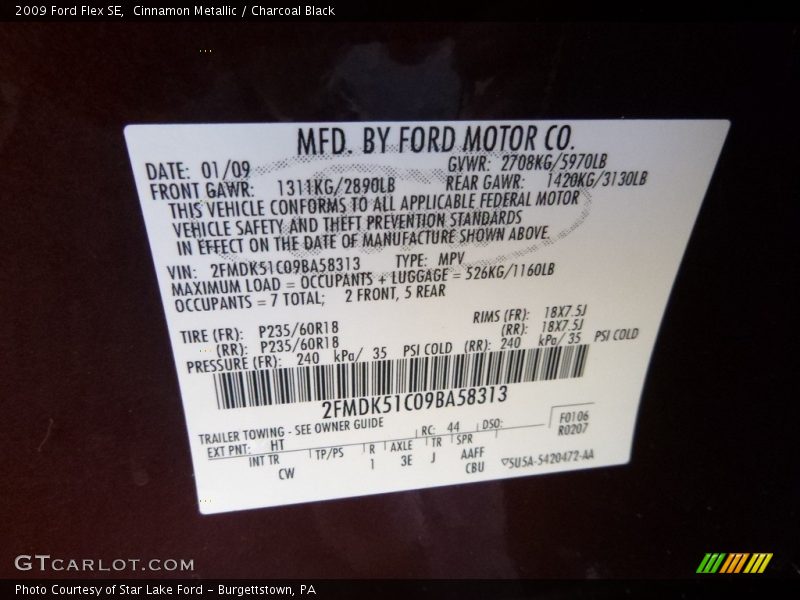 2009 Ford Flex SE,  Cinnamon Metallic / Charcoal Black
MFD. BY FORD MOTOR CO.
DATE: 01/09 GVWR: 2708KG/5970LB
FRONT GAWR: 1311KG/2890LB REAR GAWR: 1420KG/3130LB
THIS VEHICLE CONFORMS TO ALL APPLICABLE FEDERAL MOTOR
VEHICLE SAFETY AND THEFT PREVENTION STANDARDS
IN EFFECT ON THE DATE OF MANUFACTURE SHOWN ABOVE.
VIN: 2FMDK51C09BA58313 TYPE: MPV
MAXIMUM LOAD = OCCUPANTS + LUGGAGE = 526KG/1160LB
OCCUPANTS = 7 TOTAL; 2 FRONT, 5 REAR
TIRE (FR): P235/60R18 RIMS (FR): 18X7.5J
(RR): P235/60R18 (RR): 18X7.5J
PRESSURE (FR): 240 kPa/ 35 PSI COLD (RR): 240 kPa/ 35 PSI COLD
2FMDK51C09BA58313
TRAILER TOWING - SEE OWNER GUIDE RC: 44 DSO: F0106
EXT PNT: HT R0207
INT TR TP/PS R AXLE TR SPR
CW 1 3E J AAFF
CBU 5U5A-5420472-AA
GTCARLOT.COM
Photo Courtesy of Star Lake Ford - Burgettstown, PA